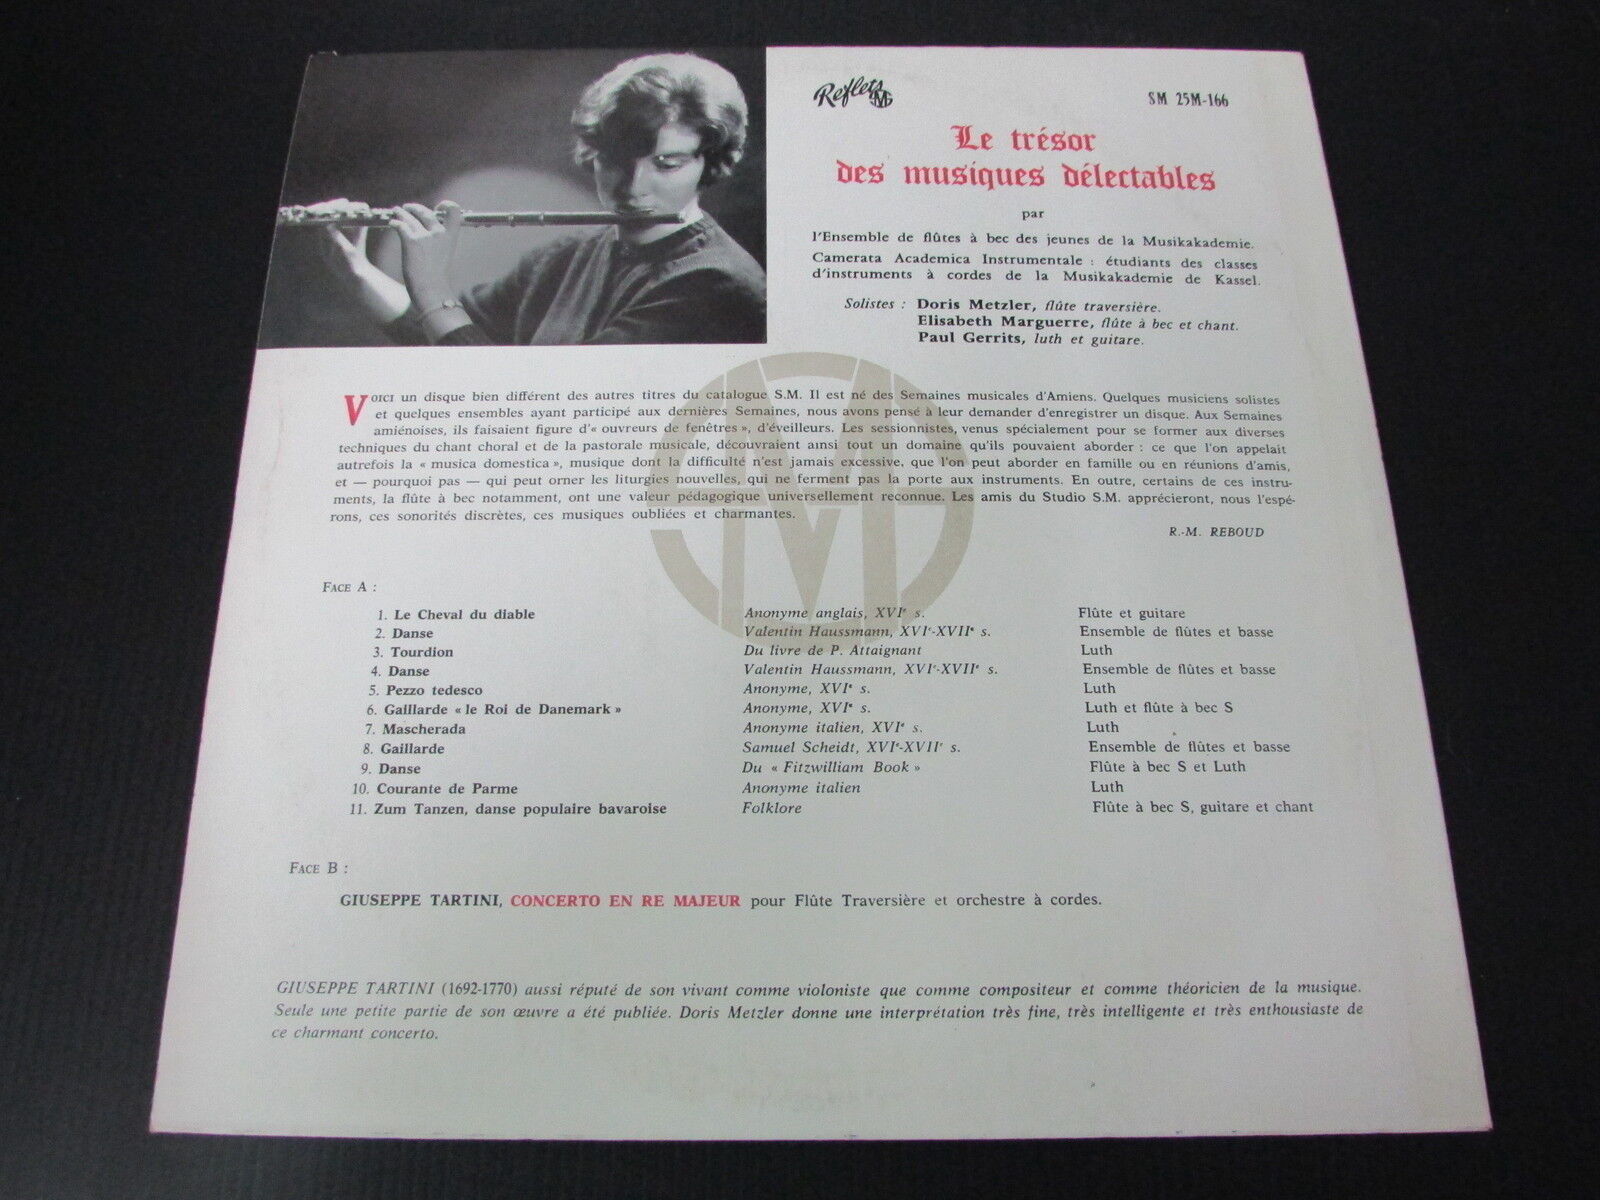 Reflets SM
SM 25M-166
Le trésor
des musiques délectables
par
l'Ensemble de flûtes à bec des jeunes de la Musikakademie.
Camerata Academica Instrumentale : étudiants des classes
d'instruments à cordes de la Musikakademie de Kassel.
Solistes : Doris Metzler, flûte traversière.
Elisabeth Marguerre, flûte à bec et chant.
Paul Gerrits, luth et guitare.
VOICI un disque bien différent des autres titres du catalogue S.M. Il est né des Semaines musicales d'Amiens. Quelques musiciens solistes
et quelques ensembles ayant participé aux dernières Semaines, nous avons pensé à leur demander d'enregistrer un disque. Aux Semaines
amiénoises, ils faisaient figure d'« ouvreurs de fenêtres », d'éveilleurs. Les sessionnistes, venus spécialement pour se former aux diverses
techniques du chant choral et de la pastorale musicale, découvraient ainsi tout un domaine qu'ils pouvaient aborder : ce que l'on appelait
autrefois la « musica domestica », musique dont la difficulté n'est jamais excessive, que l'on peut aborder en famille ou en réunions d'amis,
et — pourquoi pas — qui peut orner les liturgies nouvelles, qui ne ferment pas la porte aux instruments. En outre, certains de ces instru-
ments, la flûte à bec notamment, ont une valeur pédagogique universellement reconnue. Les amis du Studio S.M. apprécieront, nous l'espé-
rons, ces sonorités discrètes, ces musiques oubliées et charmantes.
R.-M. REBOUD
FACE A :
1. Le Cheval du diable Anonyme anglais, XVIe s. Flûte et guitare
2. Danse Valentin Haussmann, XVIe-XVIIe s. Ensemble de flûtes et basse
3. Tourdion Du livre de P. Attaignant Luth
4. Danse Valentin Haussmann, XVIe-XVIIe s. Ensemble de flûtes et basse
5. Pezzo tedesco Anonyme, XVIe s. Luth
6. Gaillarde « le Roi de Danemark » Anonyme, XVIe s. Luth et flûte à bec S
7. Mascherada Anonyme italien, XVIe s. Luth
8. Gaillarde Samuel Scheidt, XVIe-XVIIe s. Ensemble de flûtes et basse
9. Danse Du « Fitzwilliam Book » Flûte à bec S et Luth
10. Courante de Parme Anonyme italien Luth
11. Zum Tanzen, danse populaire bavaroise Folklore Flûte à bec S, guitare et chant
FACE B :
GIUSEPPE TARTINI, CONCERTO EN RE MAJEUR pour Flûte Traversière et orchestre à cordes.
GIUSEPPE TARTINI (1692-1770) aussi réputé de son vivant comme violoniste que comme compositeur et comme théoricien de la musique.
Seule une petite partie de son œuvre a été publiée. Doris Metzler donne une interprétation très fine, très intelligente et très enthousiaste de
ce charmant concerto.